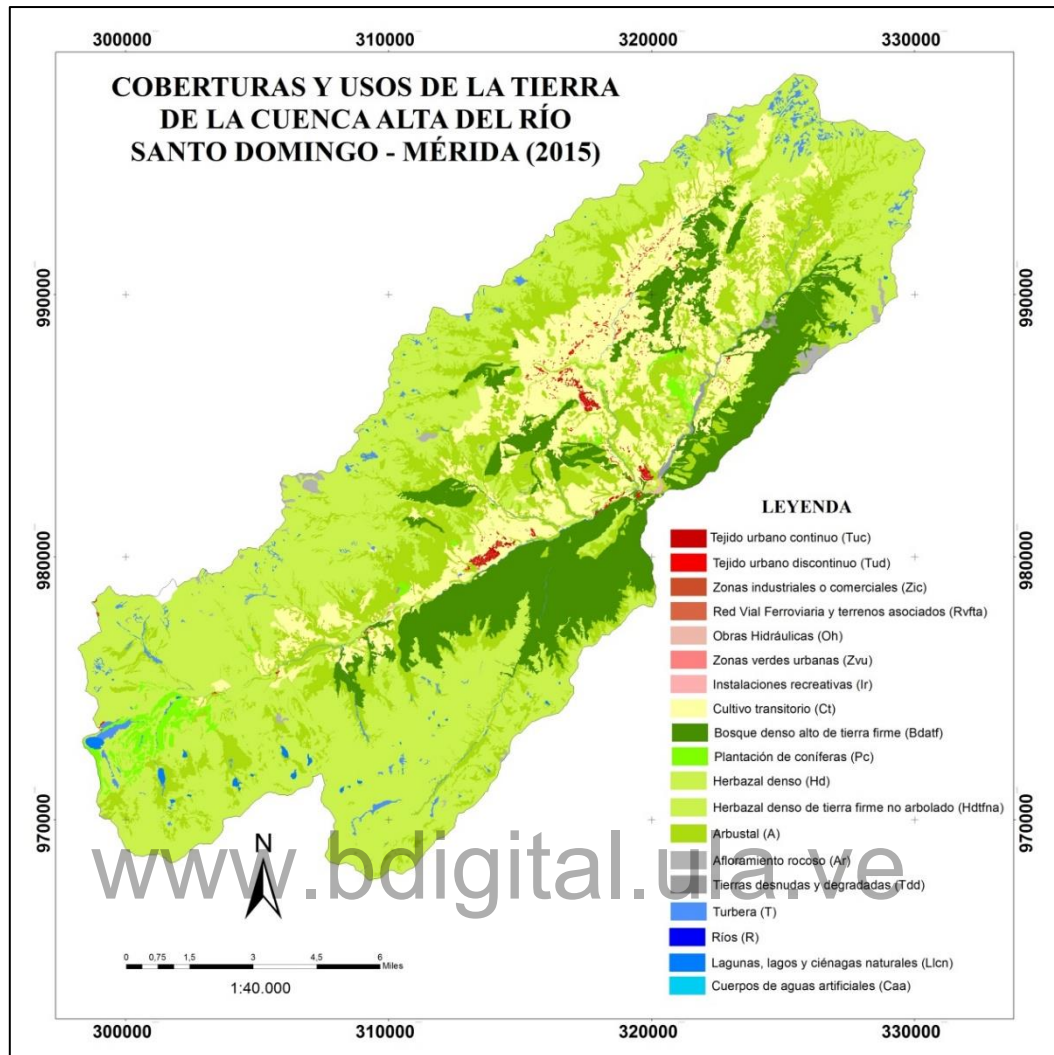 300000 310000 320000 330000
COBERTURAS Y USOS DE LA TIERRA
DE LA CUENCA ALTA DEL RÍO
SANTO DOMINGO - MÉRIDA (2015)
990000 990000
980000 980000
970000 970000
LEYENDA
Tejido urbano continuo (Tuc)
Tejido urbano discontinuo (Tud)
Zonas industriales o comerciales (Zic)
Red Vial Ferroviaria y terrenos asociados (Rvfta)
Obras Hidráulicas (Oh)
Zonas verdes urbanas (Zvu)
Instalaciones recreativas (Ir)
Cultivo transitorio (Ct)
Bosque denso alto de tierra firme (Bdatf)
Plantación de coníferas (Pc)
Herbazal denso (Hd)
Herbazal denso de tierra firme no arbolado (Hdtfna)
Arbustal (A)
Afloramiento rocoso (Ar)
Tierras desnudas y degradadas (Tdd)
Turbera (T)
Ríos (R)
Lagunas, lagos y ciénagas naturales (Llcn)
Cuerpos de aguas artificiales (Caa)
N
www.bdigital.ula.ve
0 0,75 1,5 3 4,5 6
Miles
1:40.000
300000 310000 320000 330000